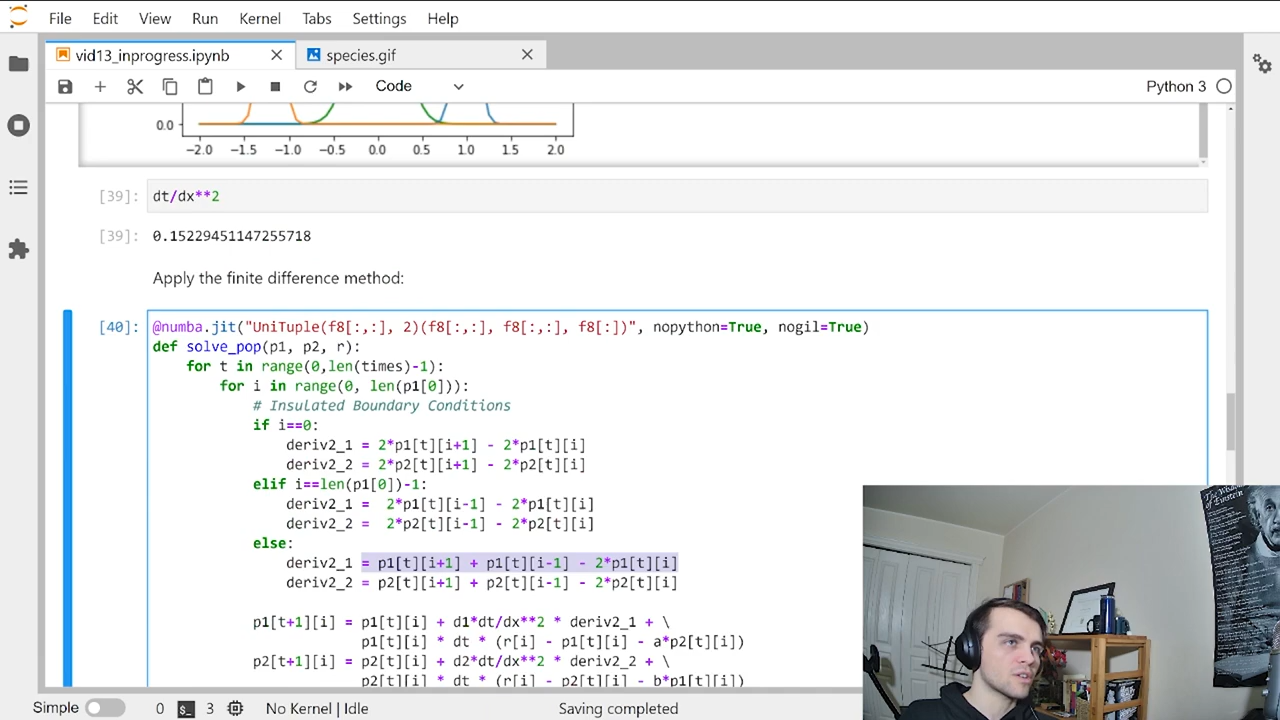 File Edit View Run Kernel Tabs Settings Help
vid13_inprogress.ipynb
species.gif
Code
Python 3
0.0
−2.0 −1.5 −1.0 −0.5 0.0 0.5 1.0 1.5 2.0
[39]: dt/dx**2
[39]: 0.15229451147255718
Apply the finite difference method:
[40]: @numba.jit("UniTuple(f8[:,:], 2)(f8[:,:], f8[:,:], f8[:])", nopython=True, nogil=True)
def solve_pop(p1, p2, r):
for t in range(0,len(times)-1):
for i in range(0, len(p1[0])):
# Insulated Boundary Conditions
if i==0:
deriv2_1 = 2*p1[t][i+1] - 2*p1[t][i]
deriv2_2 = 2*p2[t][i+1] - 2*p2[t][i]
elif i==len(p1[0])-1:
deriv2_1 =  2*p1[t][i-1] - 2*p1[t][i]
deriv2_2 =  2*p2[t][i-1] - 2*p2[t][i]
else:
deriv2_1 = p1[t][i+1] + p1[t][i-1] - 2*p1[t][i]
deriv2_2 = p2[t][i+1] + p2[t][i-1] - 2*p2[t][i]
p1[t+1][i] = p1[t][i] + d1*dt/dx**2 * deriv2_1 + \
p1[t][i] * dt * (r[i] - p1[t][i] - a*p2[t][i])
p2[t+1][i] = p2[t][i] + d2*dt/dx**2 * deriv2_2 + \
p2[t][i] * dt * (r[i] - p2[t][i] - b*p1[t][i])
The Wisdom
of Einstein
Simple 0 3 No Kernel | Idle Saving completed